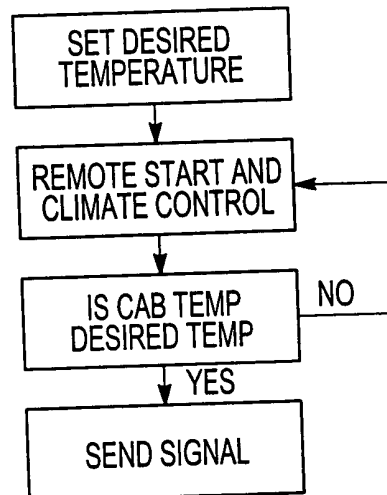 SET DESIRED
TEMPERATURE
REMOTE START AND
CLIMATE CONTROL
IS CAB TEMP
DESIRED TEMP
NO
YES
SEND SIGNAL